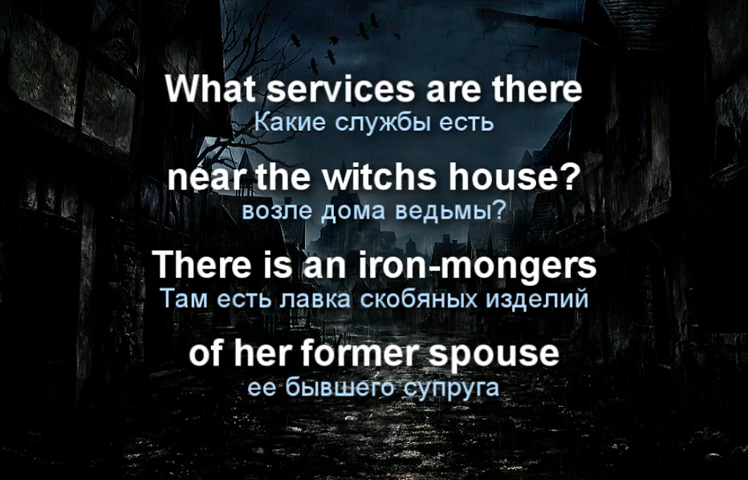 What services are there
Какие службы есть
near the witchs house?
возле дома ведьмы?
There is an iron-mongers
Там есть лавка скобяных изделий
of her former spouse
ее бывшего супруга